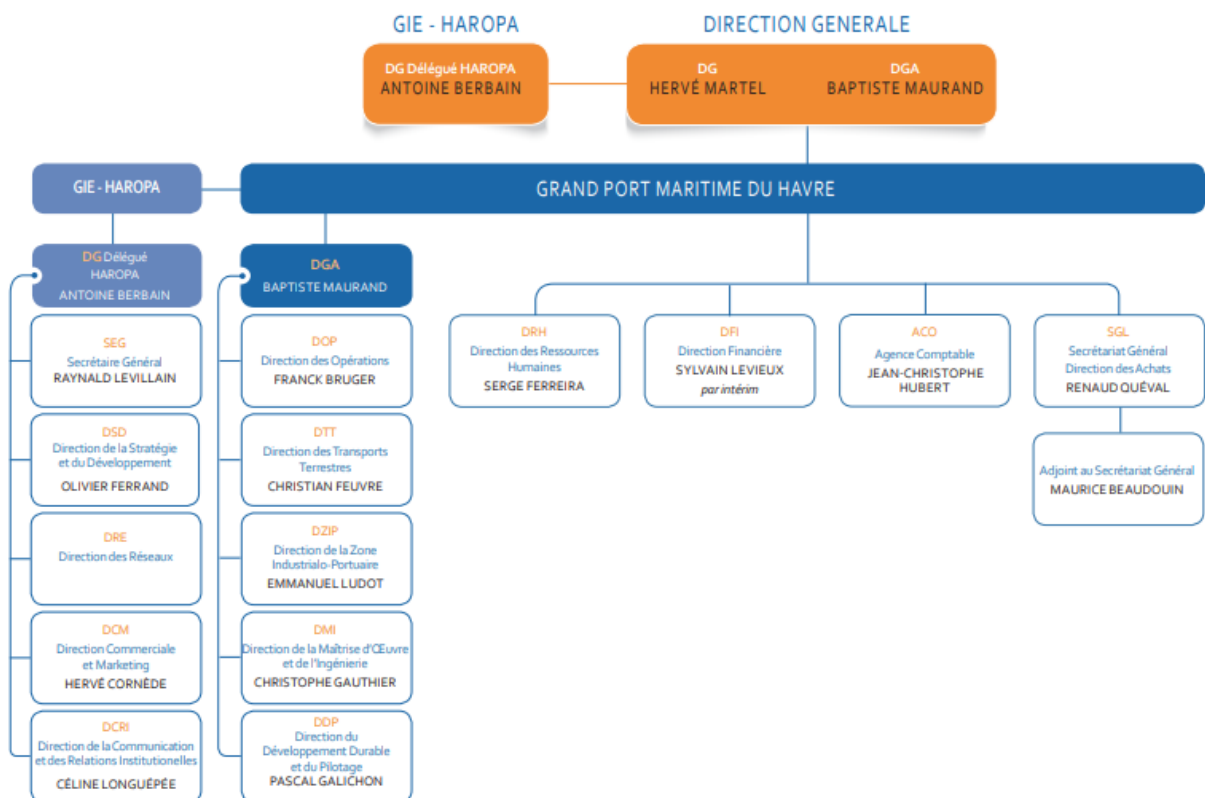 GIE - HAROPA
DIRECTION GENERALE
DG Délégué HAROPA
ANTOINE BERBAIN
DG
HERVÉ MARTEL
DGA
BAPTISTE MAURAND
GIE - HAROPA
GRAND PORT MARITIME DU HAVRE
DG Délégué
HAROPA
ANTOINE BERBAIN
SEG
Secrétaire Général
RAYNALD LEVILLAIN
DSD
Direction de la Stratégie
et du Développement
OLIVIER FERRAND
DRE
Direction des Réseaux
DCM
Direction Commerciale
et Marketing
HERVÉ CORNÈDE
DCRI
Direction de la Communication
et des Relations Institutionelles
CÉLINE LONGUÉPÉE
DGA
BAPTISTE MAURAND
DOP
Direction des Opérations
FRANCK BRUGER
DTT
Direction des Transports
Terrestres
CHRISTIAN FEUVRE
DZIP
Direction de la Zone
Industrialo-Portuaire
EMMANUEL LUDOT
DMI
Direction de la Maîtrise d'Œuvre
et de l'Ingénierie
CHRISTOPHE GAUTHIER
DDP
Direction du
Développement Durable
et du Pilotage
PASCAL GALICHON
DRH
Direction des Ressources
Humaines
SERGE FERREIRA
DFI
Direction Financière
SYLVAIN LEVIEUX
par intérim
ACO
Agence Comptable
JEAN-CHRISTOPHE
HUBERT
SGL
Secrétariat Général
Direction des Achats
RENAUD QUÉVAL
Adjoint au Secrétariat Général
MAURICE BEAUDOUIN